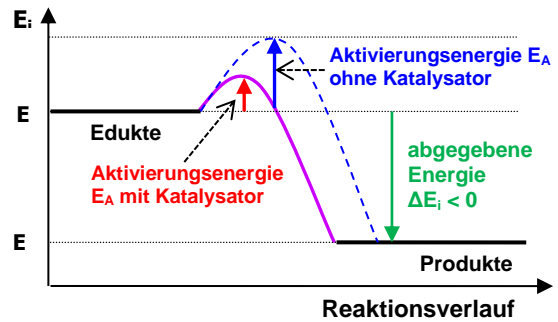 Eᵢ
Aktivierungsenergie E_A
ohne Katalysator
E
Edukte
Aktivierungsenergie
E_A mit Katalysator
abgegebene
Energie
ΔEᵢ < 0
E
Produkte
Reaktionsverlauf